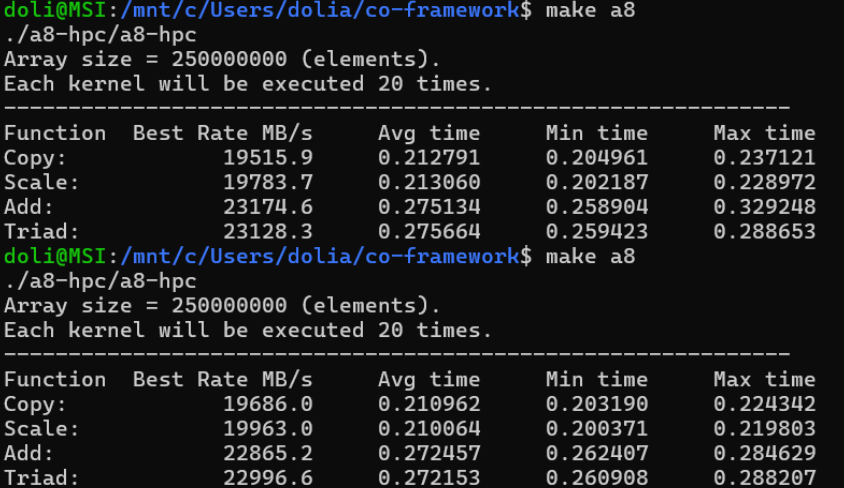 doli@MSI:/mnt/c/Users/dolia/co-framework$ make a8
./a8-hpc/a8-hpc
Array size = 250000000 (elements).
Each kernel will be executed 20 times.
-------------------------------------------------------------
Function  Best Rate MB/s     Avg time     Min time     Max time
Copy:            19515.9     0.212791     0.204961     0.237121
Scale:           19783.7     0.213060     0.202187     0.228972
Add:             23174.6     0.275134     0.258904     0.329248
Triad:           23128.3     0.275664     0.259423     0.288653
doli@MSI:/mnt/c/Users/dolia/co-framework$ make a8
./a8-hpc/a8-hpc
Array size = 250000000 (elements).
Each kernel will be executed 20 times.
-------------------------------------------------------------
Function  Best Rate MB/s     Avg time     Min time     Max time
Copy:            19686.0     0.210962     0.203190     0.224342
Scale:           19963.0     0.210064     0.200371     0.219803
Add:             22865.2     0.272457     0.262407     0.284629
Triad:           22996.6     0.272153     0.260908     0.288207